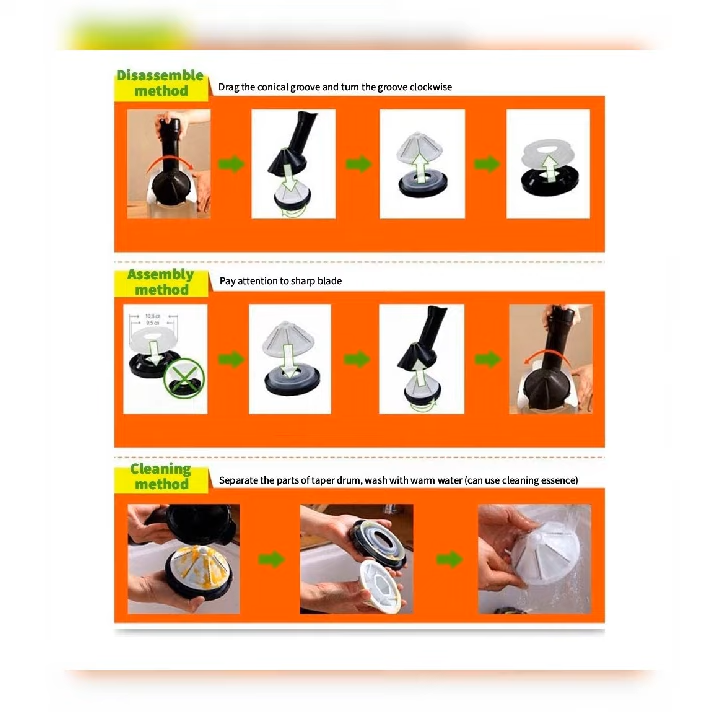 Disassemble
method
Drag the conical groove and turn the groove clockwise
Assembly
method
Pay attention to sharp blade
Cleaning
method
Separate the parts of taper drum, wash with warm water (can use cleaning essence)